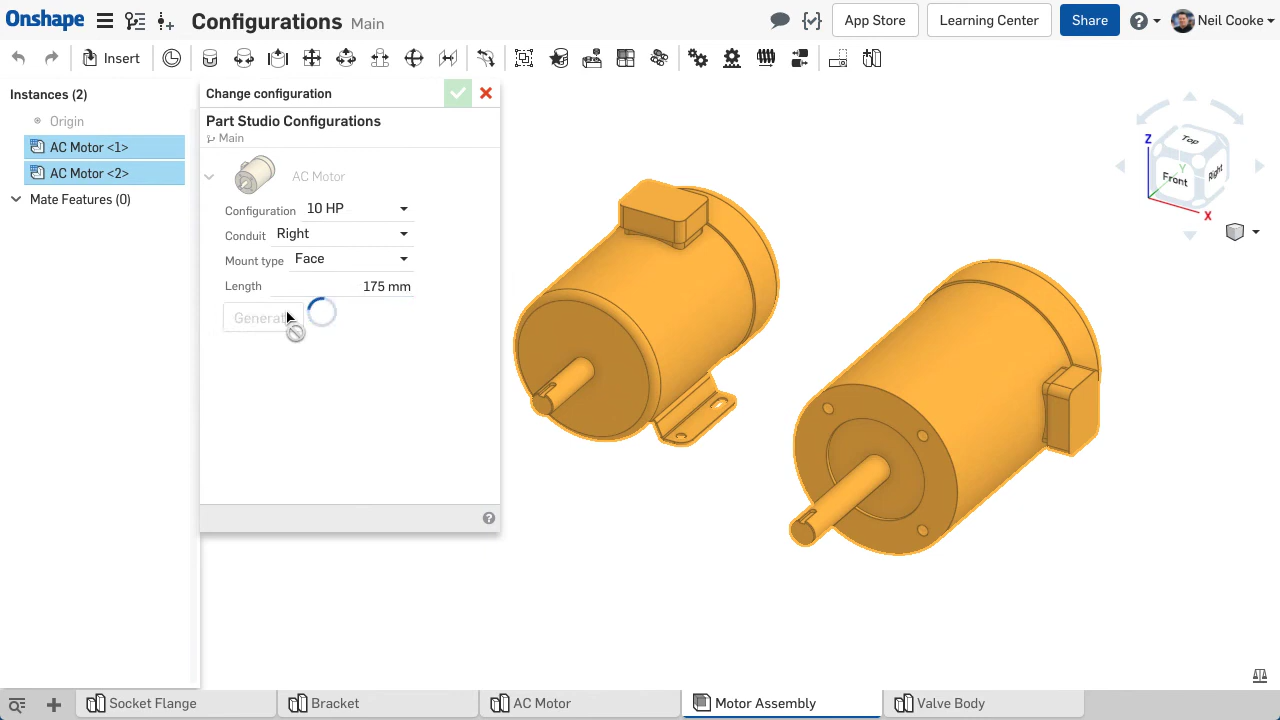 Onshape Configurations Main App Store Learning Center Share Neil Cooke
Insert
Instances (2)
Origin
AC Motor <1>
AC Motor <2>
Mate Features (0)
Change configuration
Part Studio Configurations
Main
AC Motor
Configuration 10 HP
Conduit Right
Mount type Face
Length 175 mm
Z
Top
Y
Front
Right
X
Socket Flange Bracket AC Motor Motor Assembly Valve Body